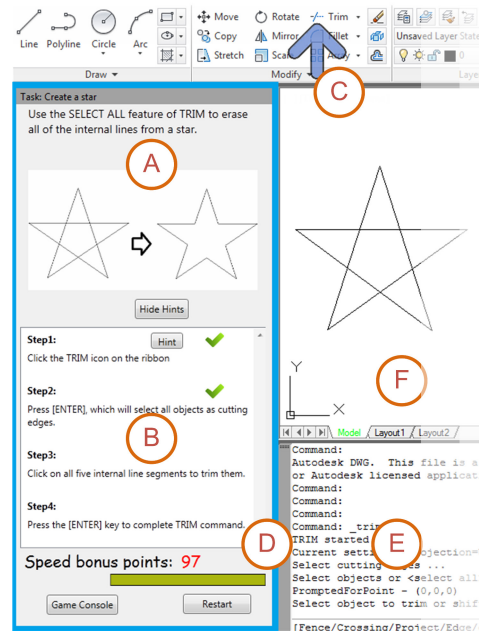 Move Rotate Trim
Copy Mirror Fillet Unsaved Layer State
Line Polyline Circle Arc Stretch Scale Array 0
Draw Modify Layer
C
Task: Create a star
Use the SELECT ALL feature of TRIM to erase
all of the internal lines from a star.
A
Hide Hints
Step1: Hint
Click the TRIM icon on the ribbon
Step2:
Press [ENTER], which will select all objects as cutting
edges.
B
Step3:
Click on all five internal line segments to trim them.
Step4:
Press the [ENTER] key to complete TRIM command.
D
Speed bonus points: 97
Game Console Restart
F
Y
X
Model Layout1 Layout2
Command:
Autodesk DWG. This file is a
or Autodesk licensed applicat
Command:
Command:
Command:
Command: _trim
TRIM started
E
Current
Select cutting edges ...
Select objects or <select all
PromptedForPoint - (0,0,0)
Select object to trim or shif
[Fence/Crossing/Project/Edge/